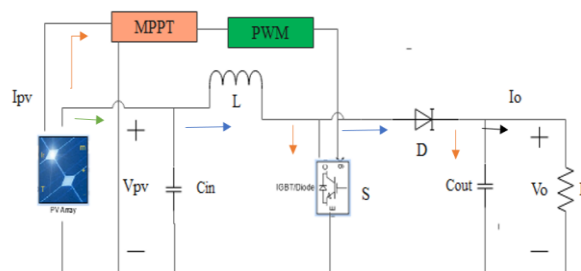 MPPT
PWM
Ipv
L
Io
D
Vpv
Cin
IGBT/Diode
S
Cout
Vo
PV Array